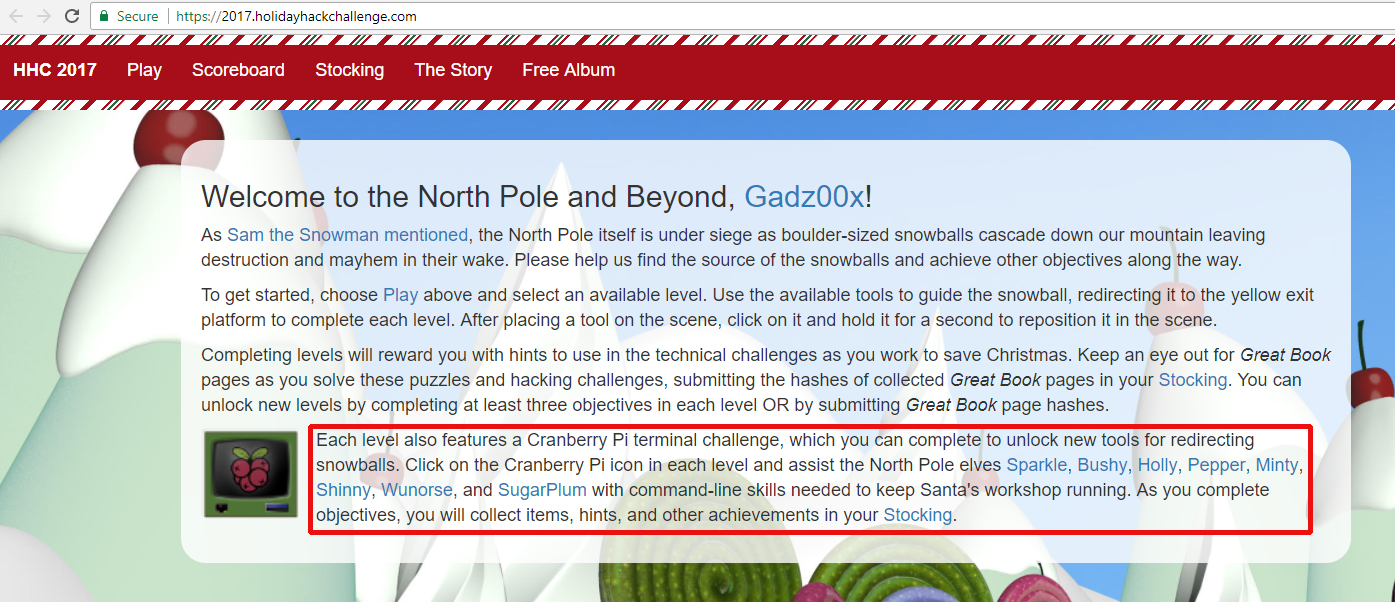 Secure | https://2017.holidayhackchallenge.com
HHC 2017 Play Scoreboard Stocking The Story Free Album
Welcome to the North Pole and Beyond, Gadz00x!
As Sam the Snowman mentioned, the North Pole itself is under siege as boulder-sized snowballs cascade down our mountain leaving
destruction and mayhem in their wake. Please help us find the source of the snowballs and achieve other objectives along the way.
To get started, choose Play above and select an available level. Use the available tools to guide the snowball, redirecting it to the yellow exit
platform to complete each level. After placing a tool on the scene, click on it and hold it for a second to reposition it in the scene.
Completing levels will reward you with hints to use in the technical challenges as you work to save Christmas. Keep an eye out for Great Book
pages as you solve these puzzles and hacking challenges, submitting the hashes of collected Great Book pages in your Stocking. You can
unlock new levels by completing at least three objectives in each level OR by submitting Great Book page hashes.
Each level also features a Cranberry Pi terminal challenge, which you can complete to unlock new tools for redirecting
snowballs. Click on the Cranberry Pi icon in each level and assist the North Pole elves Sparkle, Bushy, Holly, Pepper, Minty,
Shinny, Wunorse, and SugarPlum with command-line skills needed to keep Santa's workshop running. As you complete
objectives, you will collect items, hints, and other achievements in your Stocking.